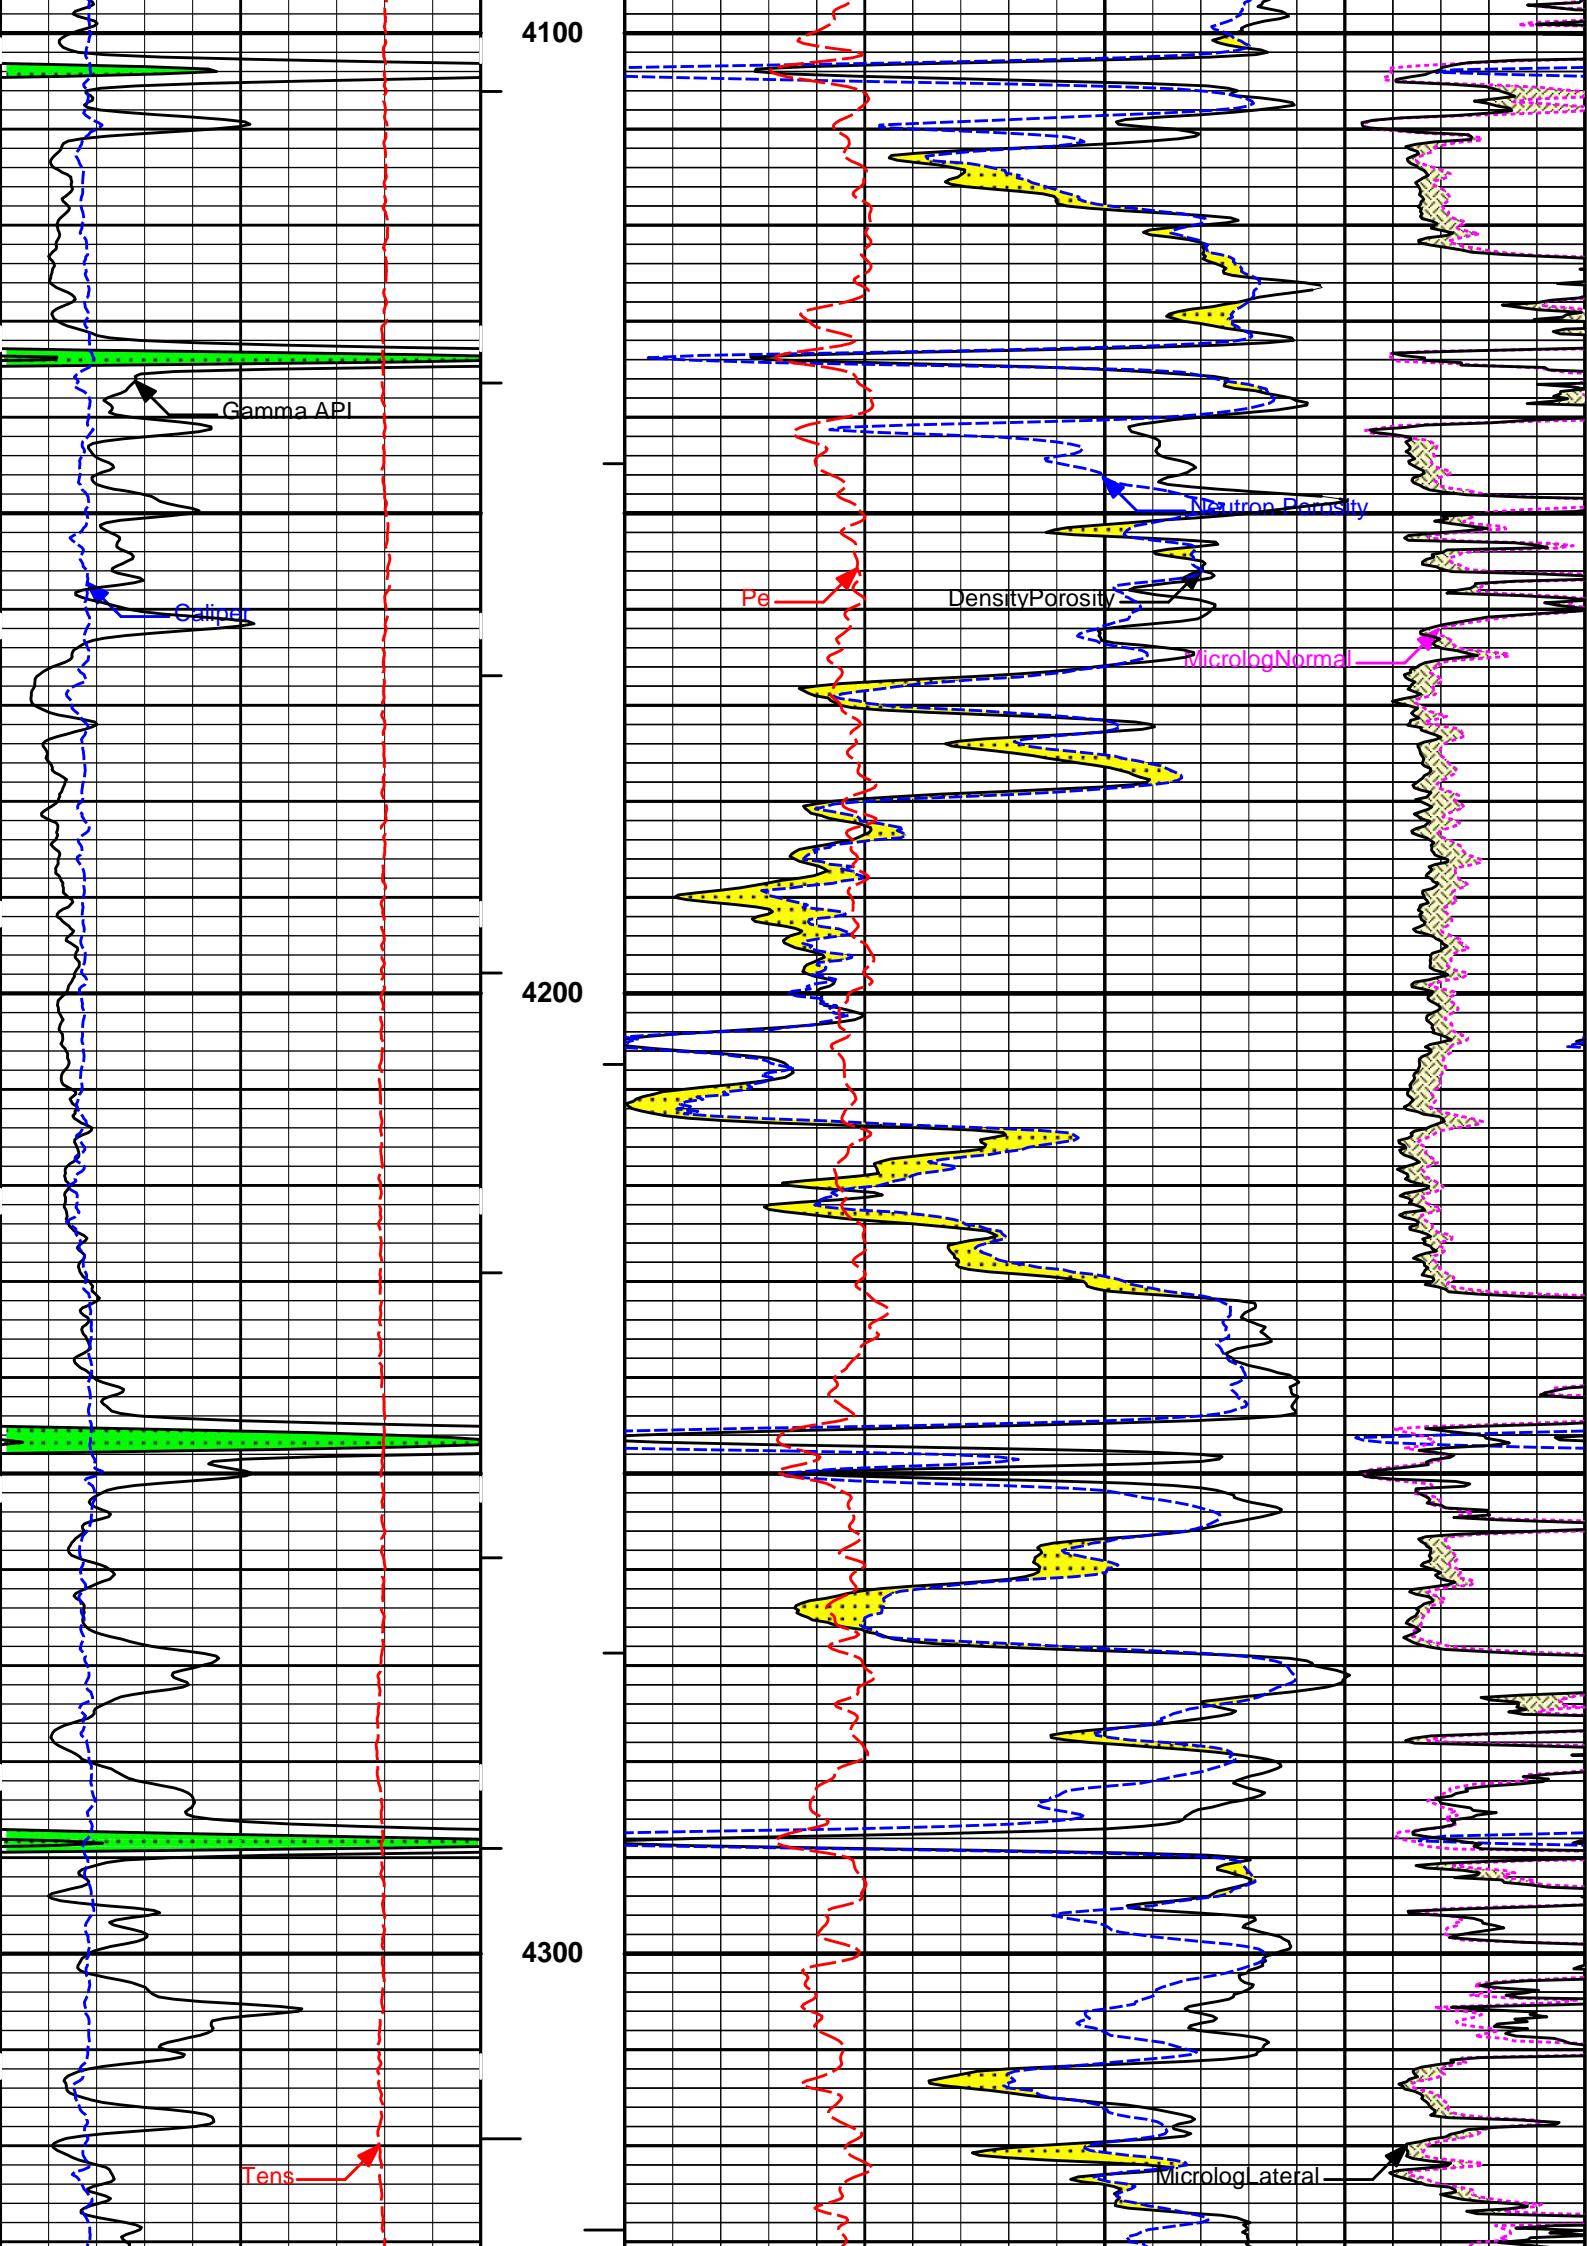 4100
Gamma API
Neutron Porosity
Pe
DensityPorosity
Caliper
MicrologNormal
4200
4300
Tens
MicrologLateral